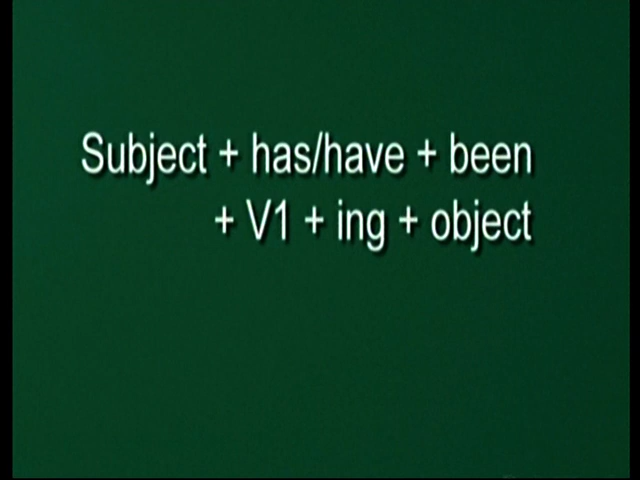 Subject + has/have + been
+ V1 + ing + object